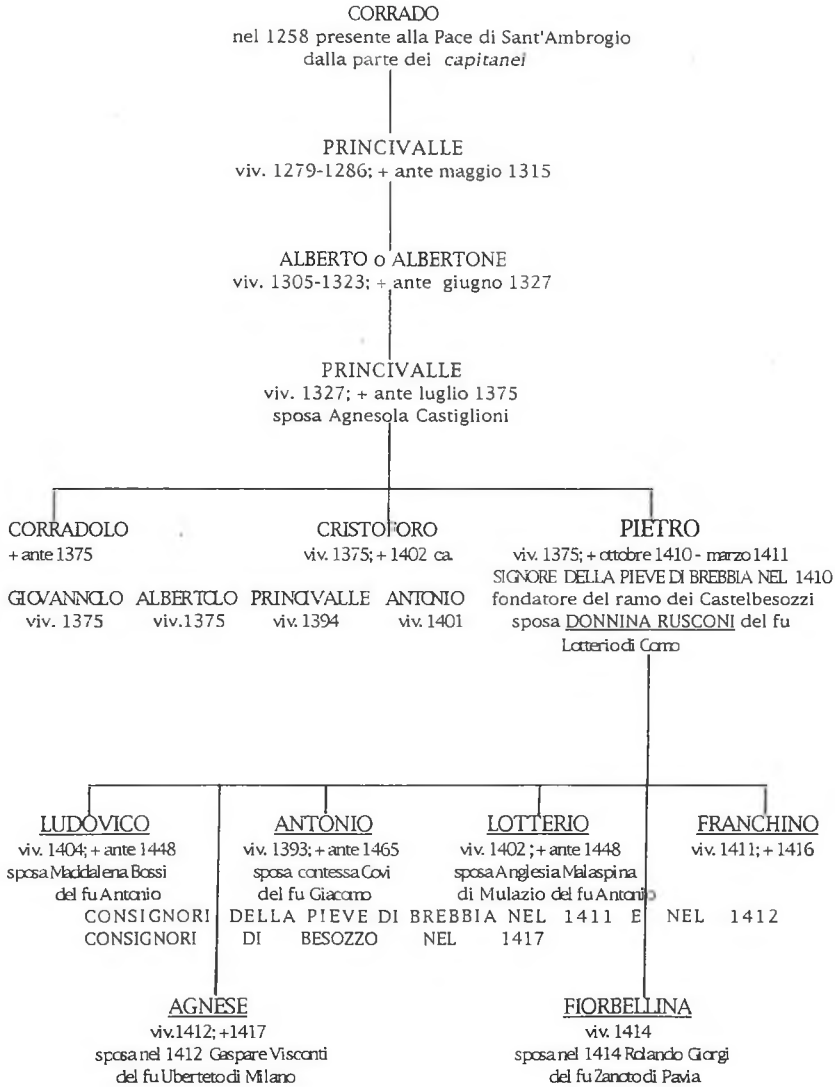 CORRADO
nel 1258 presente alla Pace di Sant'Ambrogio
dalla parte dei capitanei
PRINCIVALLE
viv. 1279-1286; + ante maggio 1315
ALBERTO o ALBERTONE
viv. 1305-1323; + ante giugno 1327
PRINCIVALLE
viv. 1327; + ante luglio 1375
sposa Agnesola Castiglioni
CORRADOLO CRISTOFORO PIETRO
+ ante 1375 viv. 1375; + 1402 ca. viv. 1375; + ottobre 1410 - marzo 1411
SIGNORE DELLA PIEVE DI BREBBIA NEL 1410
GIOVANNOLO ALBERTOLO PRINCIVALLE ANTONIO fondatore del ramo dei Castelbesozzi
viv. 1375 viv.1375 viv. 1394 viv. 1401 sposa DONNINA RUSCONI del fu
Lotterio di Como
LUDOVICO ANTONIO LOTTERIO FRANCHINO
viv. 1404; + ante 1448 viv. 1393; + ante 1465 viv. 1402 ; + ante 1448 viv. 1411; + 1416
sposa Maddalena Bossi sposa contessa Covi sposa Anglesia Malaspina
del fu Antonio del fu Giacomo di Mulazio del fu Antonio
CONSIGNORI DELLA PIEVE DI BREBBIA NEL 1411 E NEL 1412
CONSIGNORI DI BESOZZO NEL 1417
AGNESE FIORBELLINA
viv.1412; +1417 viv. 1414
sposa nel 1412 Gaspare Visconti sposa nel 1414 Rolando Giorgi
del fu Uberteto di Milano del fu Zanoto di Pavia